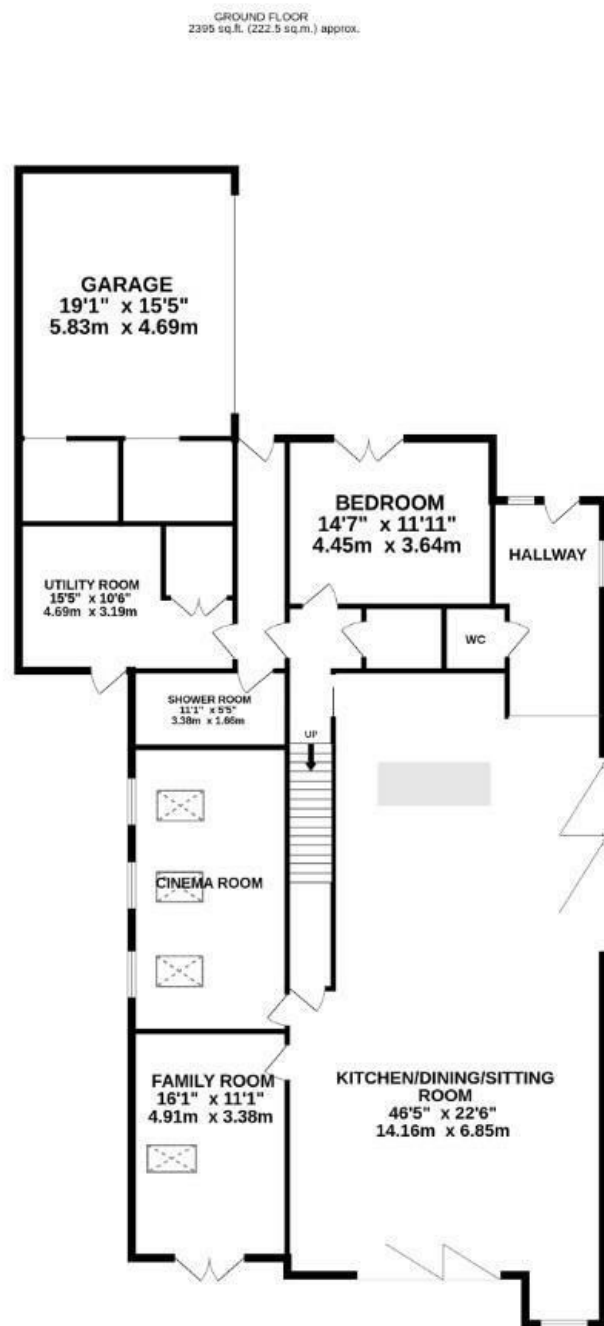 GROUND FLOOR
2395 sq.ft. (222.5 sq.m.) approx.
GARAGE
19'1" x 15'5"
5.83m x 4.69m
BEDROOM
14'7" x 11'11"
4.45m x 3.64m
HALLWAY
UTILITY ROOM
15'5" x 10'6"
4.69m x 3.19m
WC
SHOWER ROOM
11'1" x 5'5"
3.38m x 1.66m
UP
CINEMA ROOM
FAMILY ROOM
16'1" x 11'1"
4.91m x 3.38m
KITCHEN/DINING/SITTING
ROOM
46'5" x 22'6"
14.16m x 6.85m